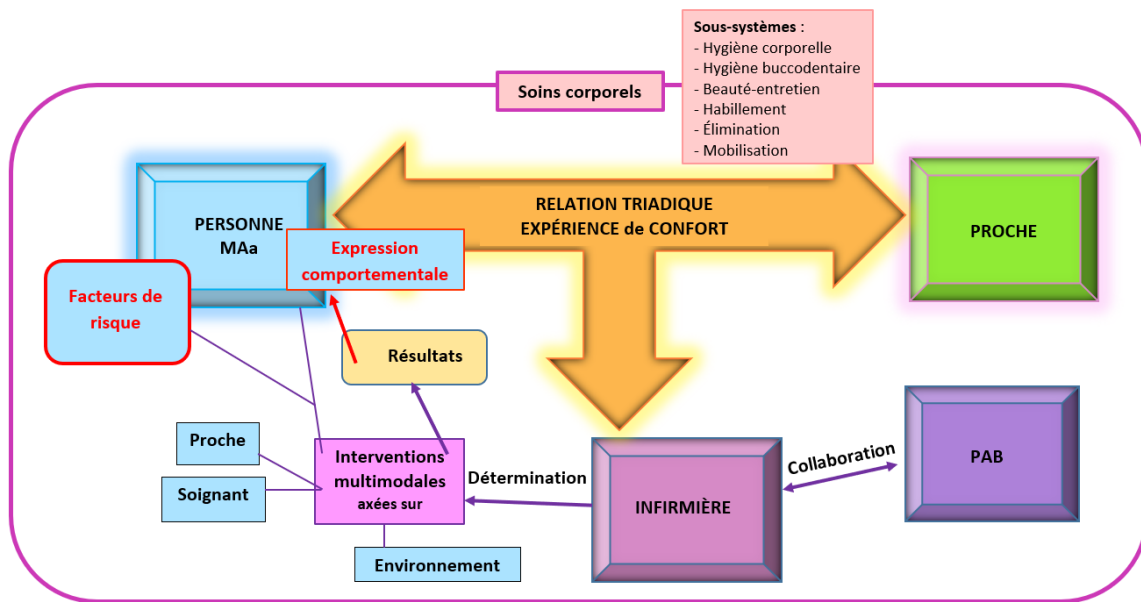 Sous-systèmes :
- Hygiène corporelle
- Hygiène buccodentaire
- Beauté-entretien
- Habillement
- Élimination
- Mobilisation
Soins corporels
PERSONNE
MAa
RELATION TRIADIQUE
EXPÉRIENCE de CONFORT
PROCHE
Expression
comportementale
Facteurs de
risque
Résultats
Proche
Soignant
Interventions
multimodales
axées sur
Environnement
Détermination
INFIRMIÈRE
Collaboration
PAB